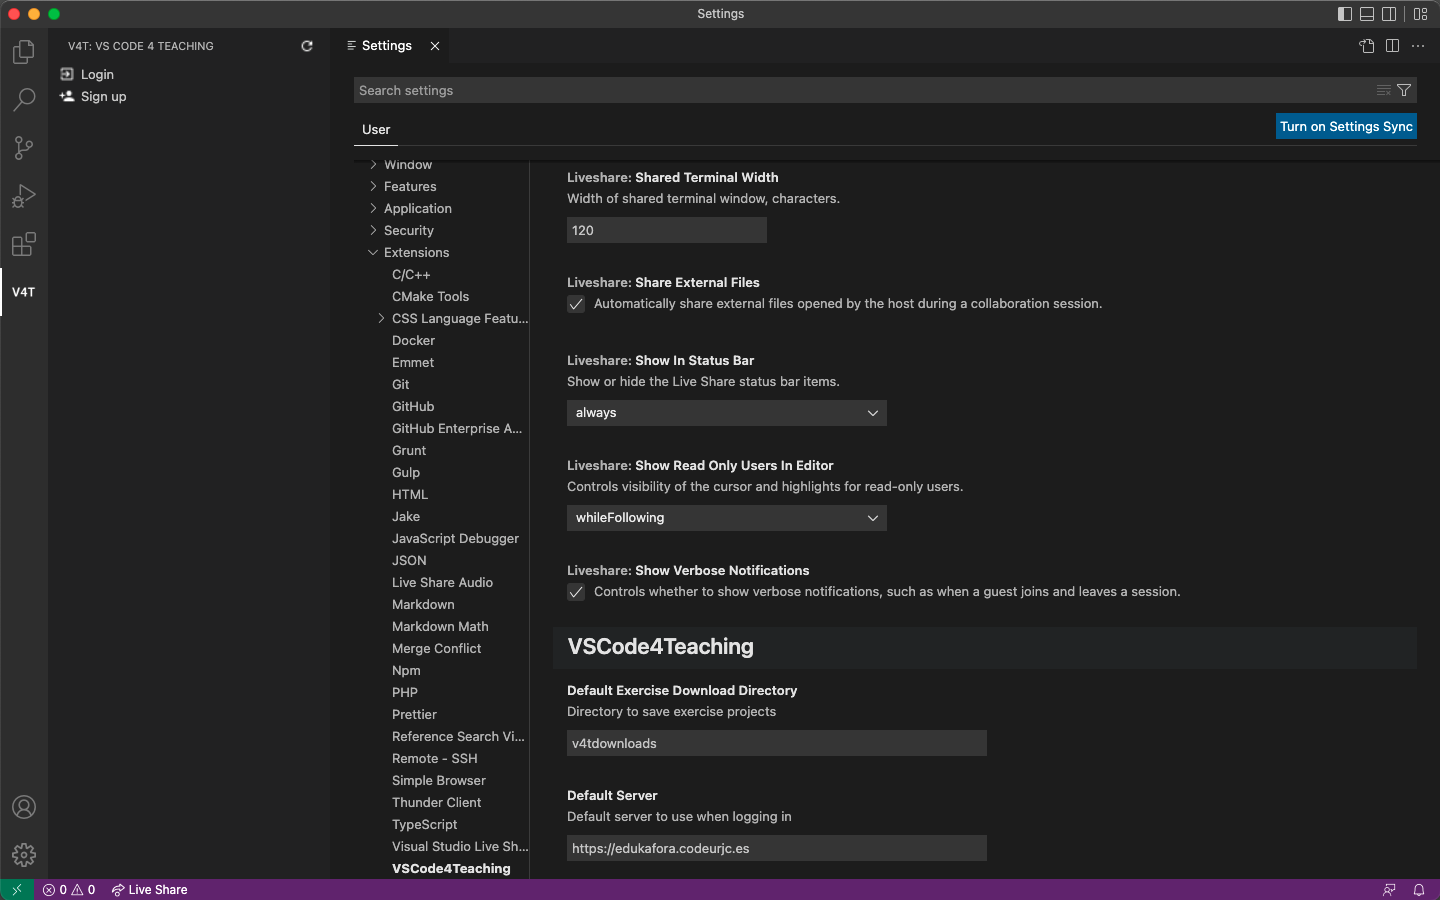 Settings
V4T: VS CODE 4 TEACHING
Login
Sign up
V4T
Settings
Search settings
User
Turn on Settings Sync
Window
Features
Application
Security
Extensions
C/C++
CMake Tools
CSS Language Featu...
Docker
Emmet
Git
GitHub
GitHub Enterprise A...
Grunt
Gulp
HTML
Jake
JavaScript Debugger
JSON
Live Share Audio
Markdown
Markdown Math
Merge Conflict
Npm
PHP
Prettier
Reference Search Vi...
Remote - SSH
Simple Browser
Thunder Client
TypeScript
Visual Studio Live Sh...
VSCode4Teaching
Liveshare: Shared Terminal Width
Width of shared terminal window, characters.
120
Liveshare: Share External Files
Automatically share external files opened by the host during a collaboration session.
Liveshare: Show In Status Bar
Show or hide the Live Share status bar items.
always
Liveshare: Show Read Only Users In Editor
Controls visibility of the cursor and highlights for read-only users.
whileFollowing
Liveshare: Show Verbose Notifications
Controls whether to show verbose notifications, such as when a guest joins and leaves a session.
VSCode4Teaching
Default Exercise Download Directory
Directory to save exercise projects
v4tdownloads
Default Server
Default server to use when logging in
https://edukafora.codeurjc.es
0 0 Live Share